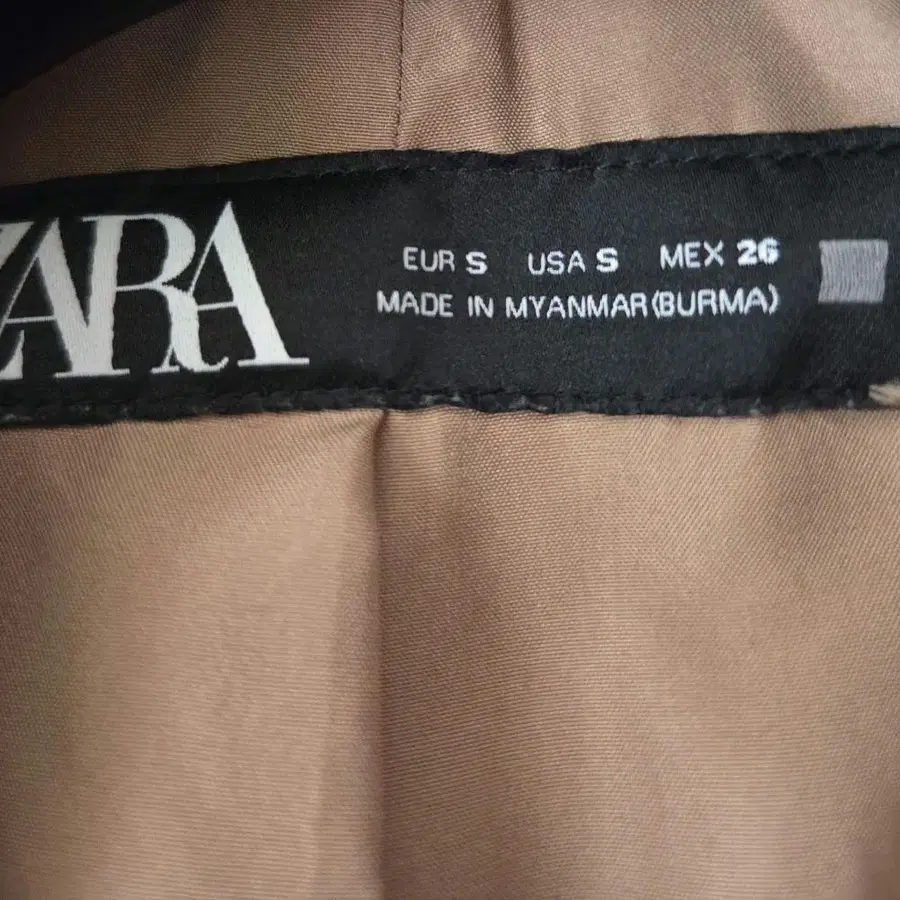 ZARA
EUR S USA S MEX 26
MADE IN MYANMAR (BURMA)